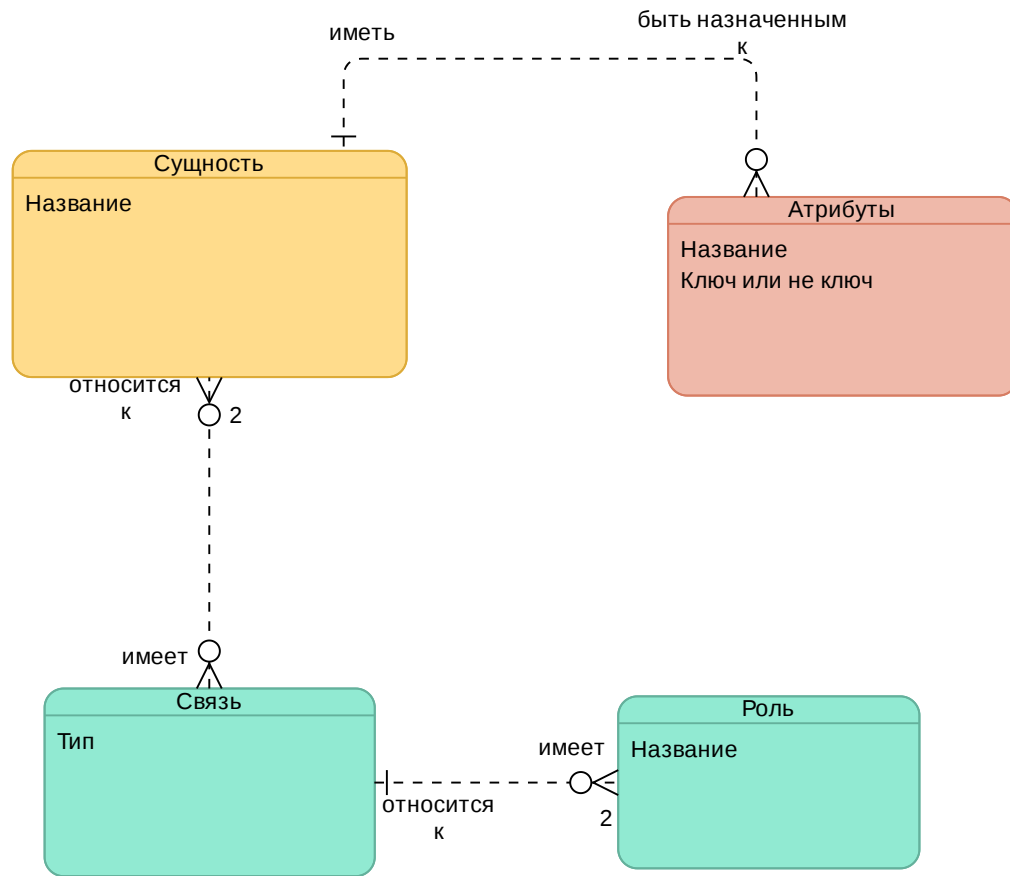 иметь
быть назначенным
к
Сущность
Название
Атрибуты
Название
Ключ или не ключ
относится
к
2
имеет
Связь
Тип
Роль
Название
имеет
относится
к
2